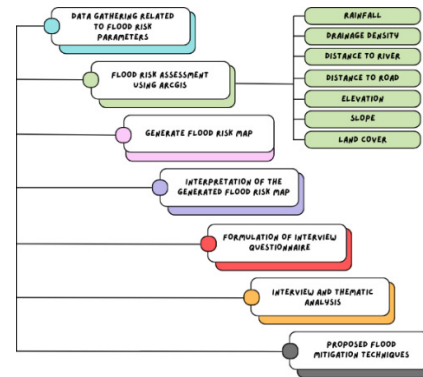 DATA GATHERING RELATED
TO FLOOD RISK
PARAMETERS
FLOOD RISK ASSESSMENT
USING ARCGIS
RAINFALL
DRAINAGE DENSITY
DISTANCE TO RIVER
DISTANCE TO ROAD
ELEVATION
SLOPE
LAND COVER
GENERATE FLOOD RISK MAP
INTERPRETATION OF THE
GENERATED FLOOD RISK MAP
FORMULATION OF INTERVIEW
QUESTIONNAIRE
INTERVIEW AND THEMATIC
ANALYSIS
PROPOSED FLOOD
MITIGATION TECHNIQUES